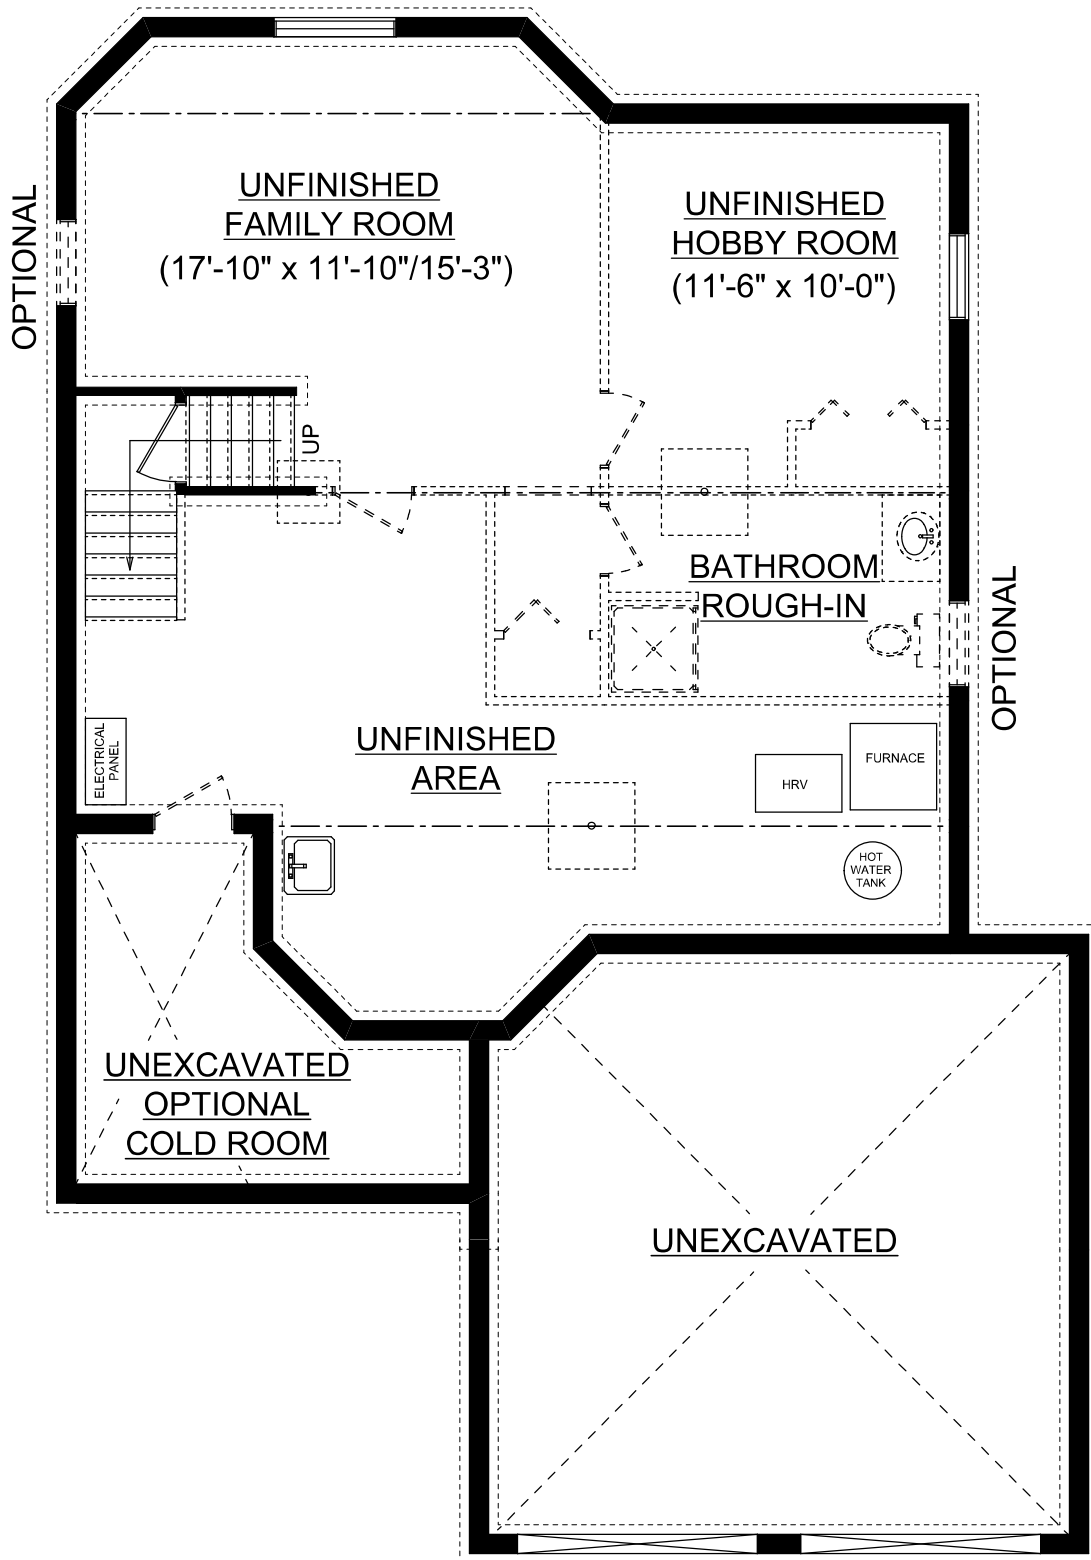 UNFINISHED
FAMILY ROOM
(17'-10" x 11'-10"/15'-3")
UNFINISHED
HOBBY ROOM
(11'-6" x 10'-0")
OPTIONAL
UP
BATHROOM
ROUGH-IN
OPTIONAL
ELECTRICAL
PANEL
UNFINISHED
AREA
HRV
FURNACE
HOT
WATER
TANK
UNEXCAVATED
OPTIONAL
COLD ROOM
UNEXCAVATED